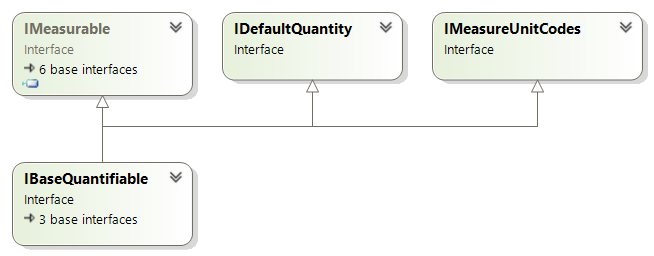 IMeasurable
Interface
6 base interfaces
IDefaultQuantity
Interface
IMeasureUnitCodes
Interface
IBaseQuantifiable
Interface
3 base interfaces